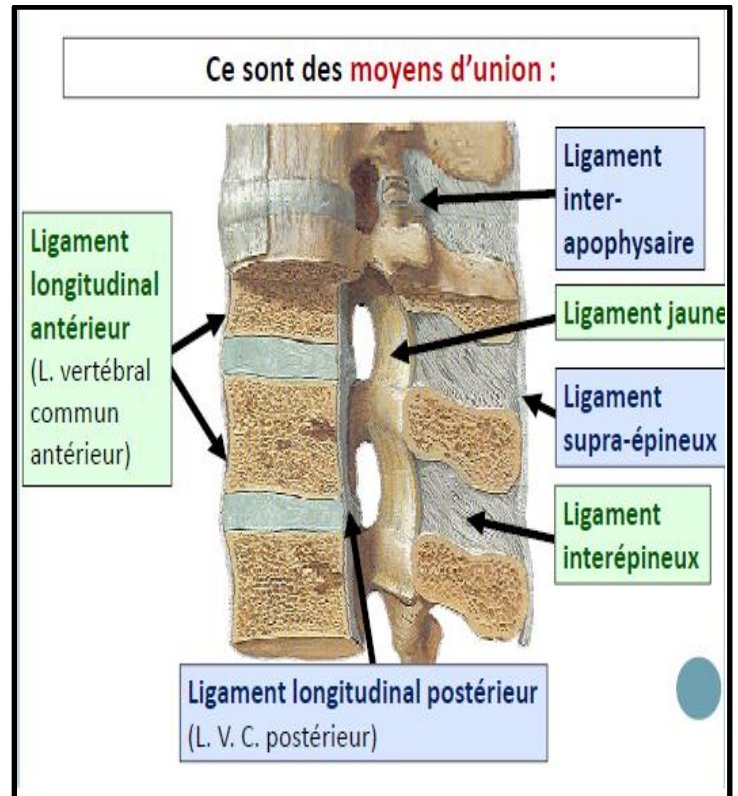 Ce sont des moyens d'union :
Ligament
inter-
apophysaire
Ligament
longitudinal
antérieur
(L. vertébral
commun
antérieur)
Ligament jaune
Ligament
supra-épineux
Ligament
interépineux
Ligament longitudinal postérieur
(L. V. C. postérieur)